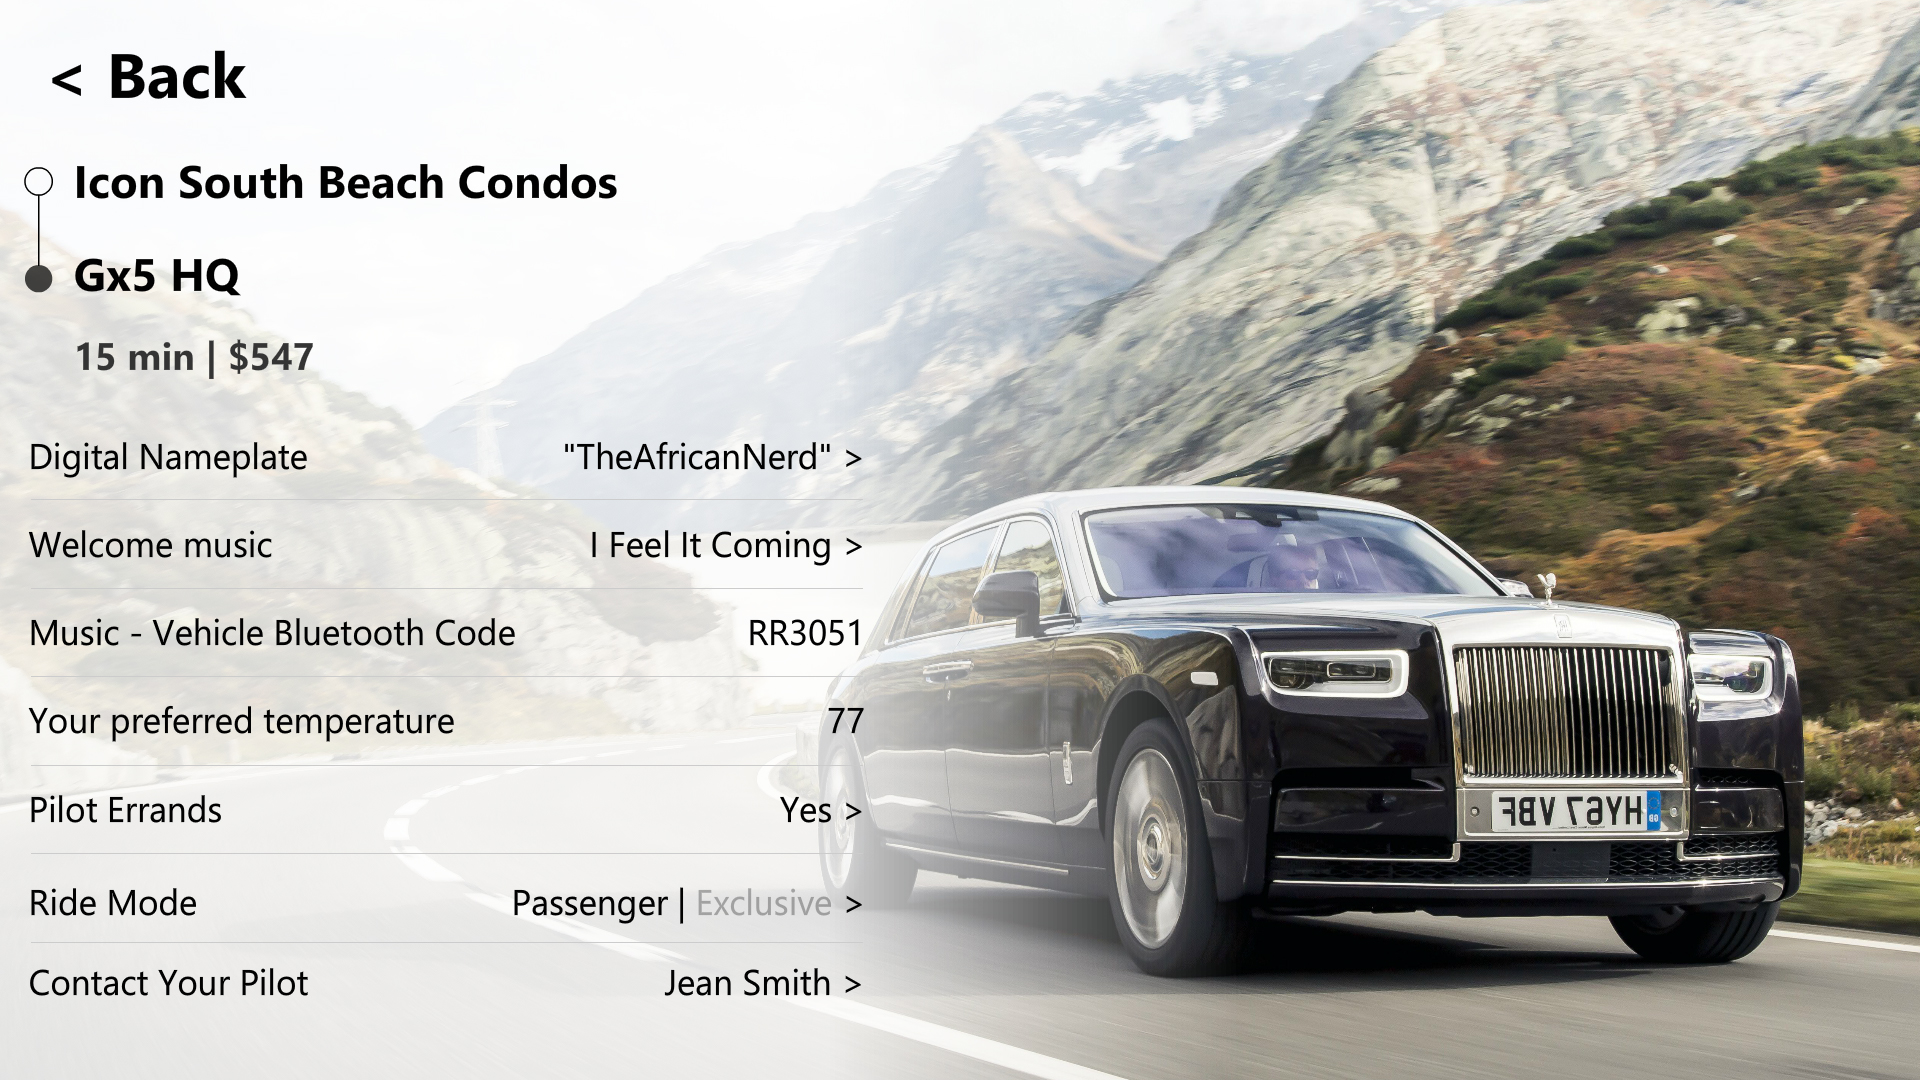 < Back
Icon South Beach Condos
Gx5 HQ
15 min | $547
Digital Nameplate "TheAfricanNerd" >
Welcome music I Feel It Coming >
Music - Vehicle Bluetooth Code RR3051
Your preferred temperature 77
Pilot Errands Yes >
Ride Mode Passenger | Exclusive >
Contact Your Pilot Jean Smith >
HY67 VBF